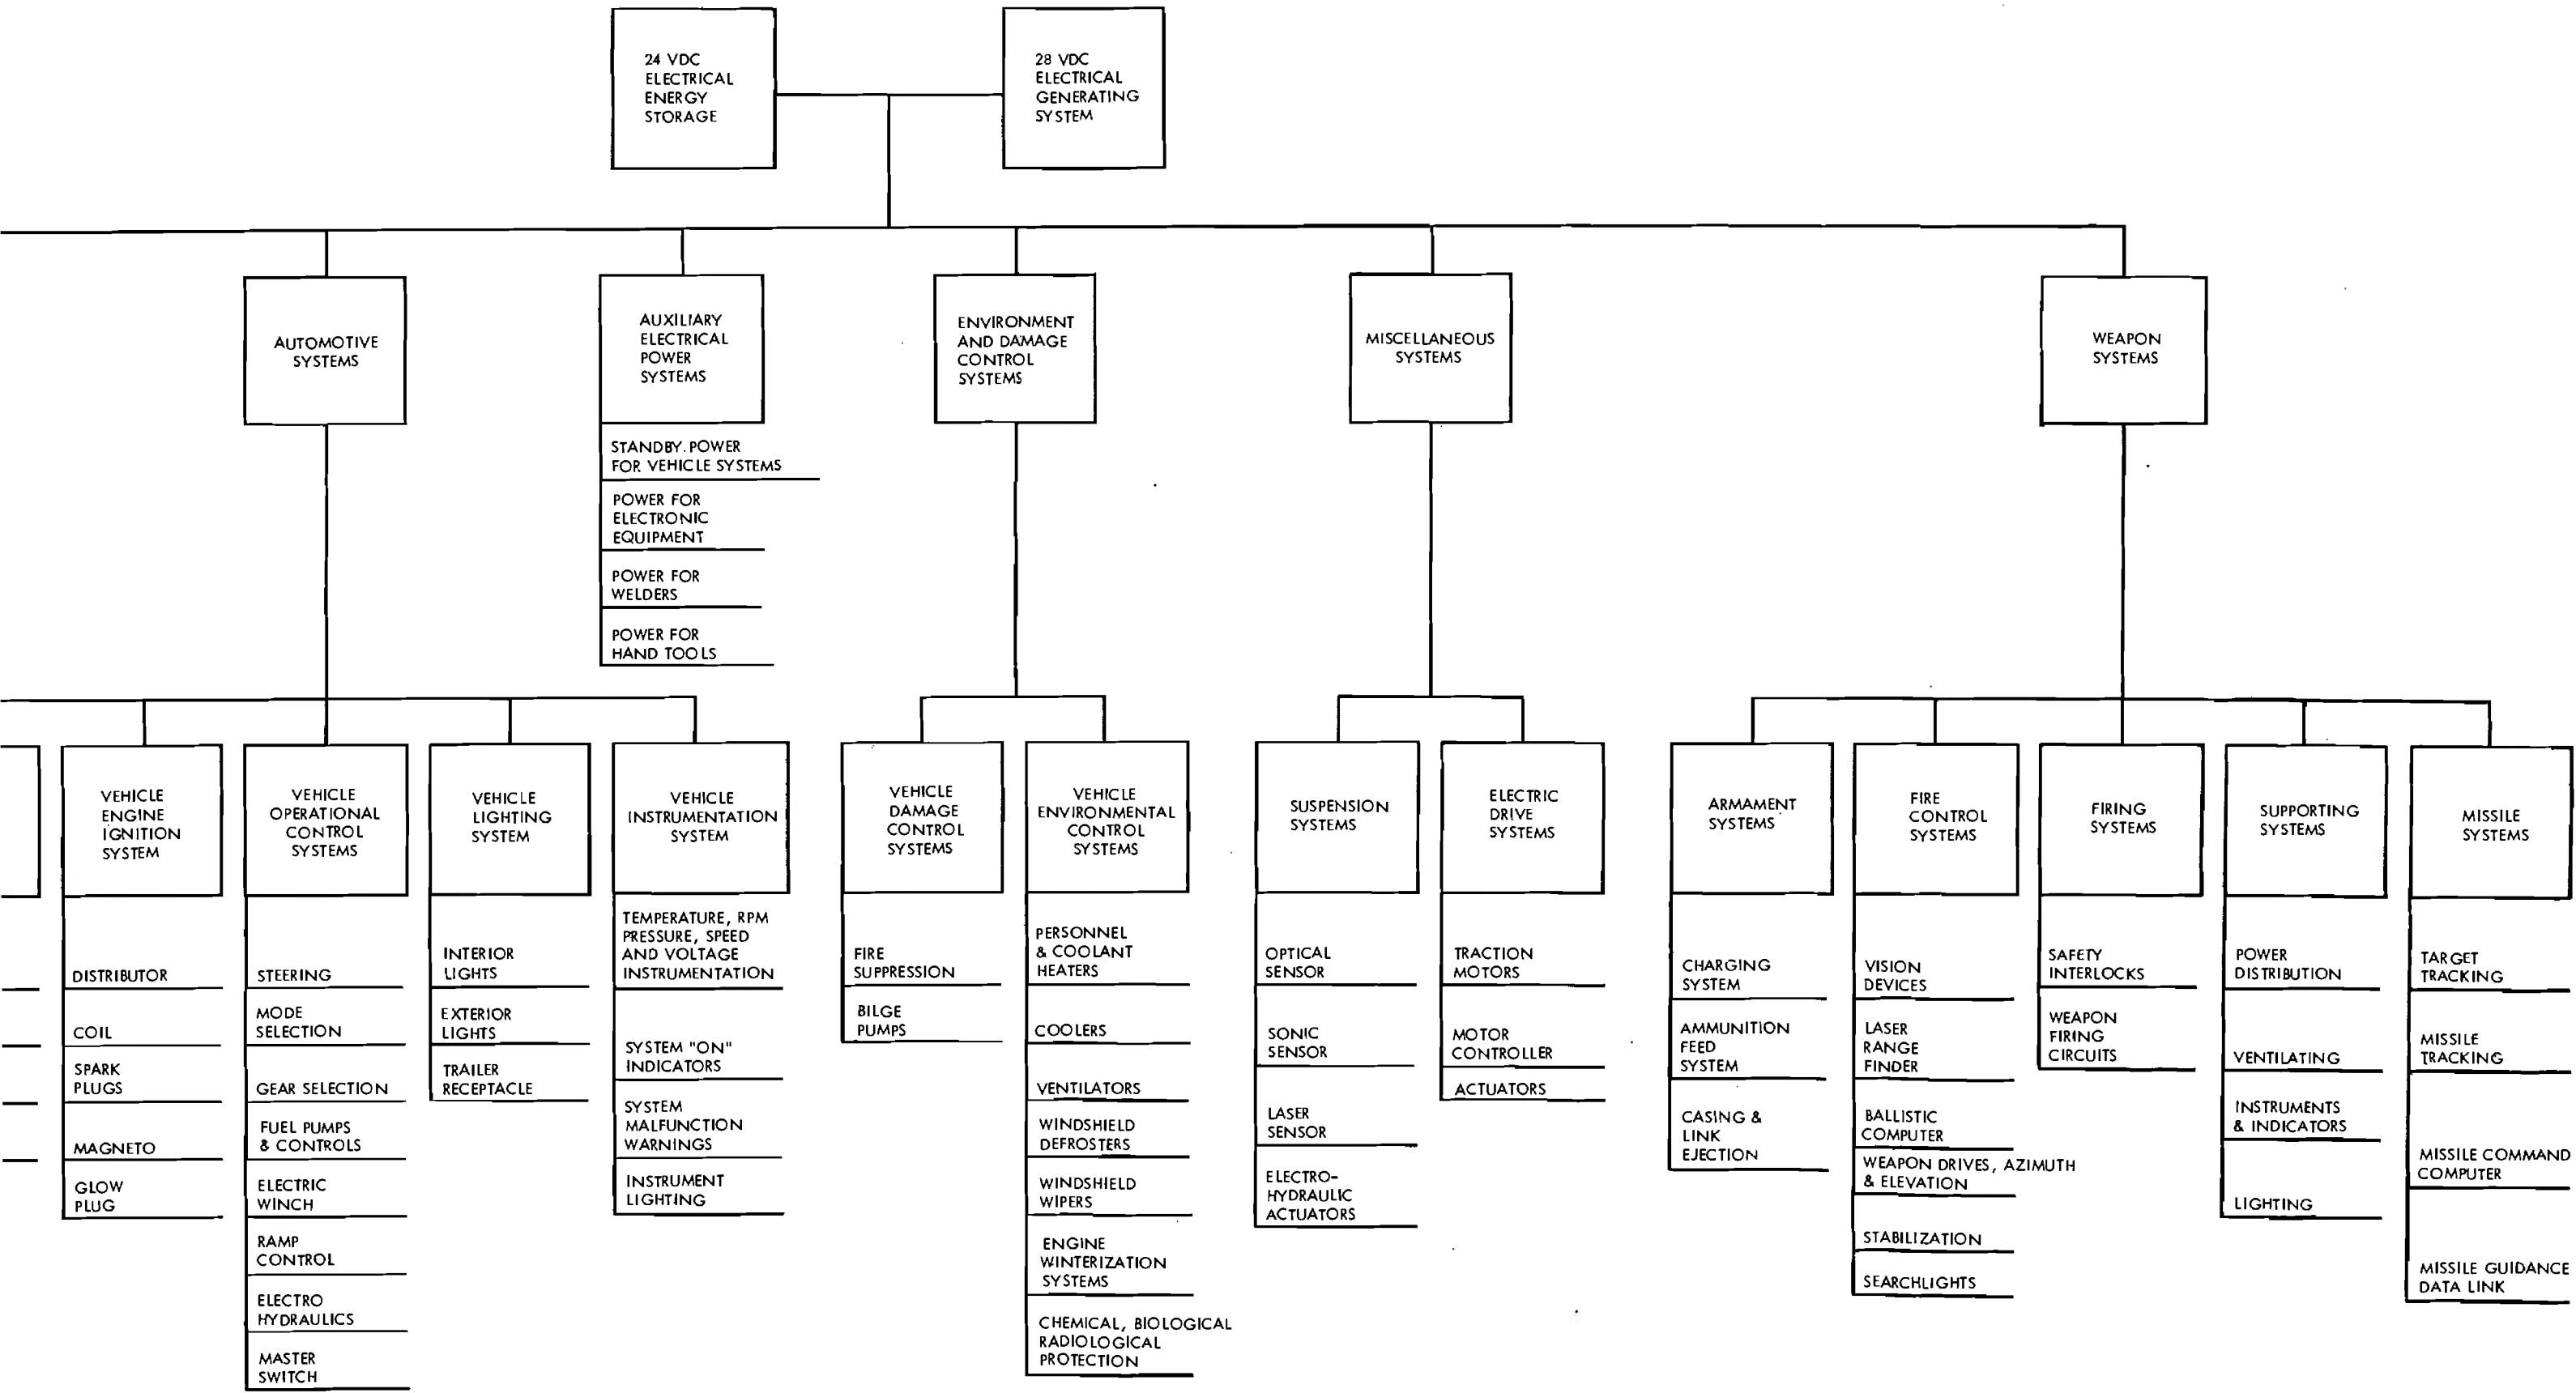 24 VDC
ELECTRICAL
ENERGY
STORAGE
28 VDC
ELECTRICAL
GENERATING
SYSTEM
AUTOMOTIVE
SYSTEMS
AUXILIARY
ELECTRICAL
POWER
SYSTEMS
STANDBY POWER
FOR VEHICLE SYSTEMS
POWER FOR
ELECTRONIC
EQUIPMENT
POWER FOR
WELDERS
POWER FOR
HAND TOOLS
ENVIRONMENT
AND DAMAGE
CONTROL
SYSTEMS
MISCELLANEOUS
SYSTEMS
WEAPON
SYSTEMS
VEHICLE
ENGINE
IGNITION
SYSTEM
DISTRIBUTOR
COIL
SPARK
PLUGS
MAGNETO
GLOW
PLUG
VEHICLE
OPERATIONAL
CONTROL
SYSTEMS
STEERING
MODE
SELECTION
GEAR SELECTION
FUEL PUMPS
& CONTROLS
ELECTRIC
WINCH
RAMP
CONTROL
ELECTRO
HYDRAULICS
MASTER
SWITCH
VEHICLE
LIGHTING
SYSTEM
INTERIOR
LIGHTS
EXTERIOR
LIGHTS
TRAILER
RECEPTACLE
VEHICLE
INSTRUMENTATION
SYSTEM
TEMPERATURE, RPM
PRESSURE, SPEED
AND VOLTAGE
INSTRUMENTATION
SYSTEM "ON"
INDICATORS
SYSTEM
MALFUNCTION
WARNINGS
INSTRUMENT
LIGHTING
VEHICLE
DAMAGE
CONTROL
SYSTEMS
FIRE
SUPPRESSION
BILGE
PUMPS
VEHICLE
ENVIRONMENTAL
CONTROL
SYSTEMS
PERSONNEL
& COOLANT
HEATERS
COOLERS
VENTILATORS
WINDSHIELD
DEFROSTERS
WINDSHIELD
WIPERS
ENGINE
WINTERIZATION
SYSTEMS
CHEMICAL, BIOLOGICAL
RADIOLOGICAL
PROTECTION
SUSPENSION
SYSTEMS
OPTICAL
SENSOR
SONIC
SENSOR
LASER
SENSOR
ELECTRO-
HYDRAULIC
ACTUATORS
ELECTRIC
DRIVE
SYSTEMS
TRACTION
MOTORS
MOTOR
CONTROLLER
ACTUATORS
ARMAMENT
SYSTEMS
CHARGING
SYSTEM
AMMUNITION
FEED
SYSTEM
CASING &
LINK
EJECTION
FIRE
CONTROL
SYSTEMS
VISION
DEVICES
LASER
RANGE
FINDER
BALLISTIC
COMPUTER
WEAPON DRIVES, AZIMUTH
& ELEVATION
STABILIZATION
SEARCHLIGHTS
FIRING
SYSTEMS
SAFETY
INTERLOCKS
WEAPON
FIRING
CIRCUITS
SUPPORTING
SYSTEMS
POWER
DISTRIBUTION
VENTILATING
INSTRUMENTS
& INDICATORS
LIGHTING
MISSILE
SYSTEMS
TARGET
TRACKING
MISSILE
TRACKING
MISSILE COMMAND
COMPUTER
MISSILE GUIDANCE
DATA LINK